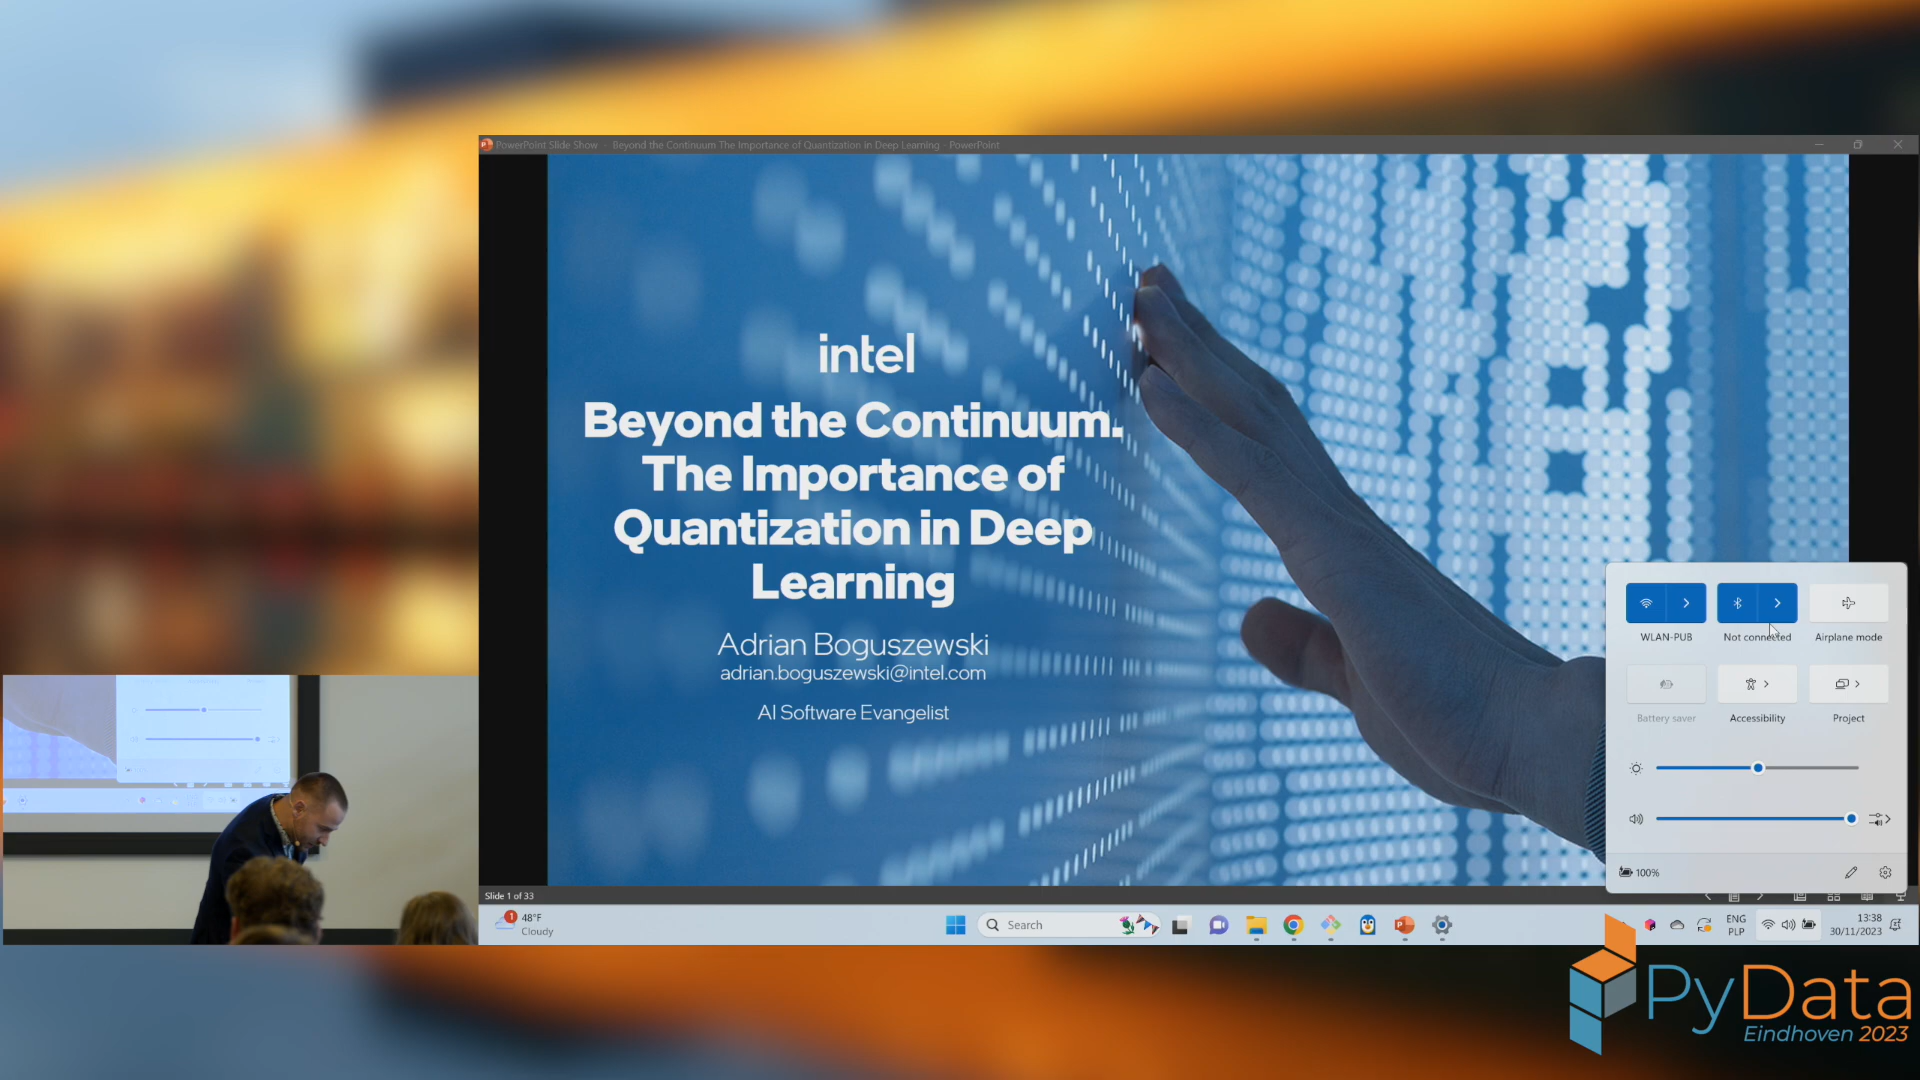 PowerPoint Slide Show - Beyond the Continuum The Importance of Quantization in Deep Learning - PowerPoint
intel
Beyond the Continuum.
The Importance of
Quantization in Deep
Learning
Adrian Boguszewski
adrian.boguszewski@intel.com
AI Software Evangelist
WLAN-PUB
Not connected
Airplane mode
Battery saver
Accessibility
Project
100%
Slide 1 of 33
1
48°F
Cloudy
Search
ENG
PLP
13:38
30/11/2023
PyData
Eindhoven 2023